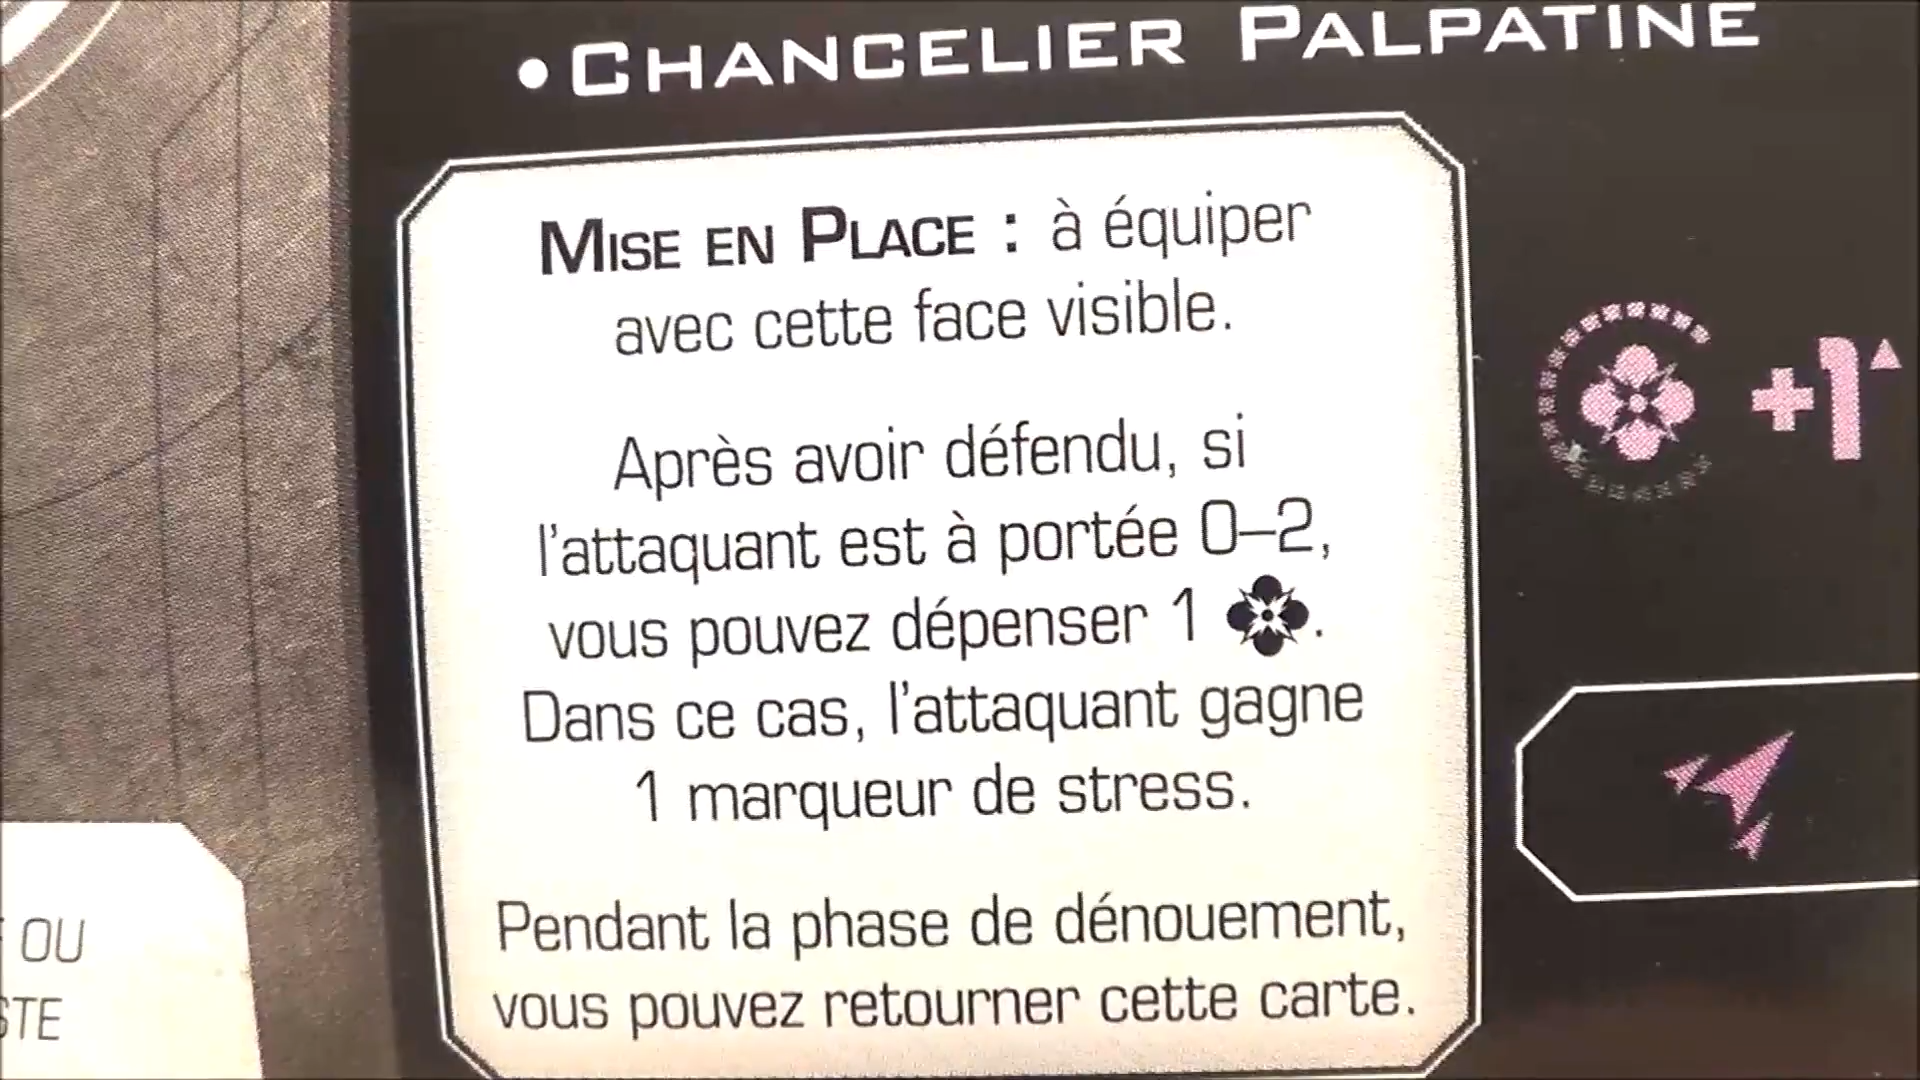 •CHANCELIER PALPATINE
MISE EN PLACE : à équiper
avec cette face visible.
Après avoir défendu, si
l'attaquant est à portée 0–2,
vous pouvez dépenser 1
Dans ce cas, l'attaquant gagne
1 marqueur de stress.
Pendant la phase de dénouement,
vous pouvez retourner cette carte.
+1
OU